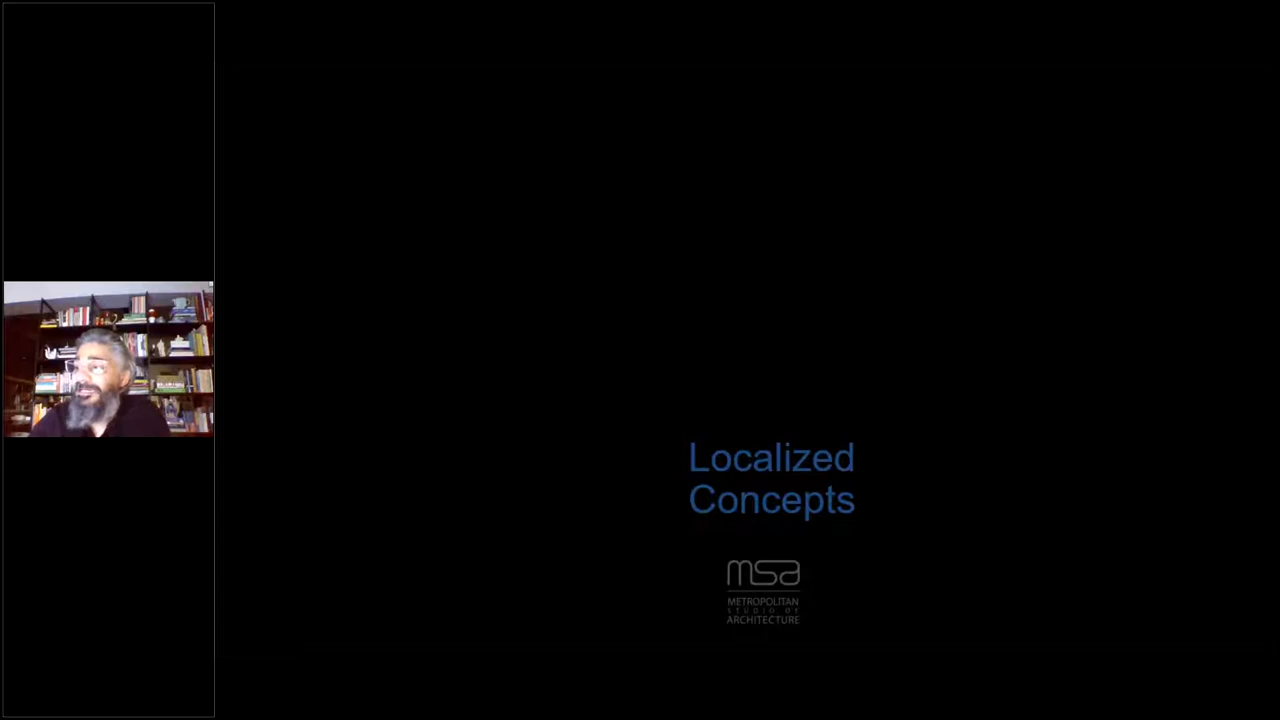 Localized
Concepts
msa
METROPOLITAN
STUDIO OF
ARCHITECTURE